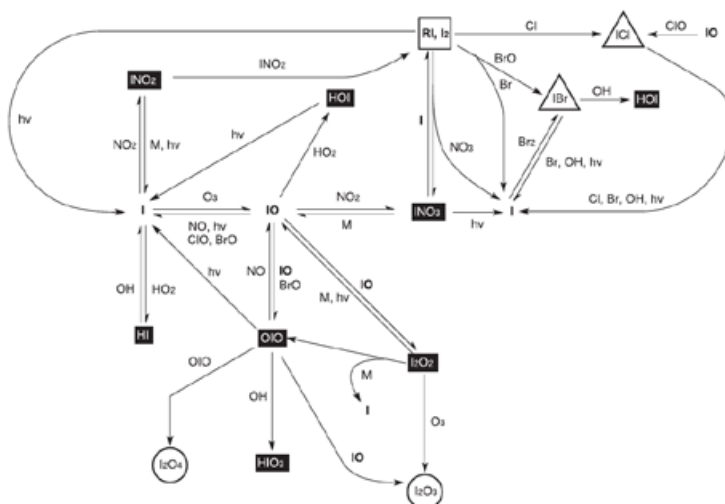 RI, I2
Cl
ICl
ClO
IO
INO2
INO2
BrO
Br
IBr
OH
HOI
HOI
hν
NO2
M, hν
hν
HO2
I
NO3
Br2
Br, OH, hν
Cl, Br, OH, hν
I
O3
NO, hν
ClO, BrO
IO
NO2
M
INO3
hν
I
OH
HO2
hν
NO
IO
BrO
IO
M, hν
HI
OIO
I2O2
OIO
OH
M
I
O3
IO
I2O4
HIO3
I2O3